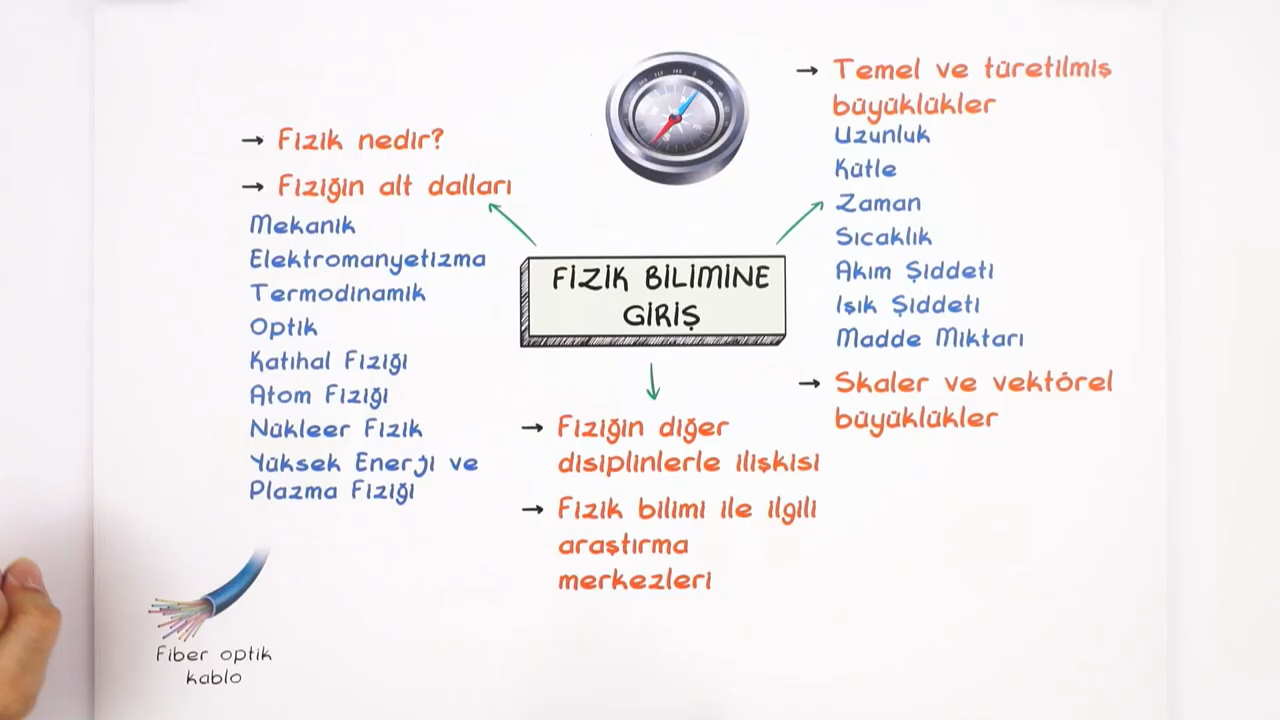 FİZİK BİLİMİNE
GİRİŞ
→ Fizik nedir?
→ Fiziğin alt dalları
Mekanik
Elektromanyetizma
Termodinamik
Optik
Katıhal Fiziği
Atom Fiziği
Nükleer Fizik
Yüksek Enerji ve
Plazma Fiziği
Fiber optik
kablo
→ Fiziğin diğer
disiplinlerle ilişkisi
→ Fizik bilimi ile ilgili
araştırma
merkezleri
→ Temel ve türetilmiş
büyüklükler
Uzunluk
Kütle
Zaman
Sıcaklık
Akım Şiddeti
Işık Şiddeti
Madde Miktarı
→ Skaler ve vektörel
büyüklükler